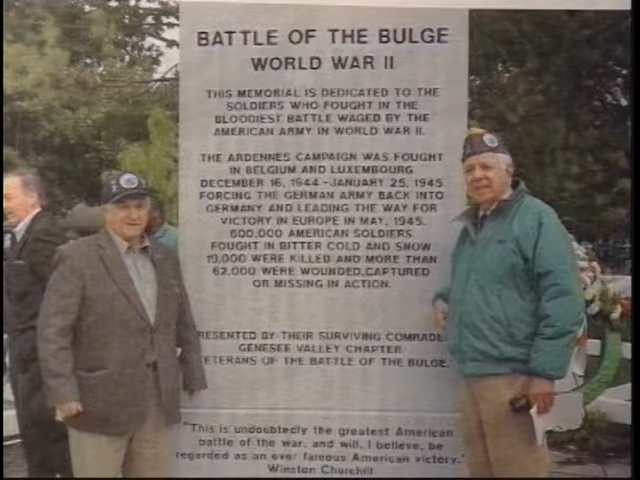 BATTLE OF THE BULGE
WORLD WAR II
THIS MEMORIAL IS DEDICATED TO THE
SOLDIERS WHO FOUGHT IN THE
BLOODIEST BATTLE WAGED BY THE
AMERICAN ARMY IN WORLD WAR II.
THE ARDENNES CAMPAIGN WAS FOUGHT
IN BELGIUM AND LUXEMBOURG
DECEMBER 16, 1944 - JANUARY 25, 1945
FORCING THE GERMAN ARMY BACK INTO
GERMANY AND LEADING THE WAY FOR
VICTORY IN EUROPE IN MAY, 1945.
600,000 AMERICAN SOLDIERS
FOUGHT IN BITTER COLD AND SNOW.
19,000 WERE KILLED AND MORE THAN
62,000 WERE WOUNDED, CAPTURED
OR MISSING IN ACTION.
RESENTED BY THEIR SURVIVING COMRADE
GENESEE VALLEY CHAPTER
ETERANS OF THE BATTLE OF THE BULGE.
"This is undoubtedly the greatest American
battle of the war, and will, I believe, be
regarded as an ever famous American victory."
Winston Churchill